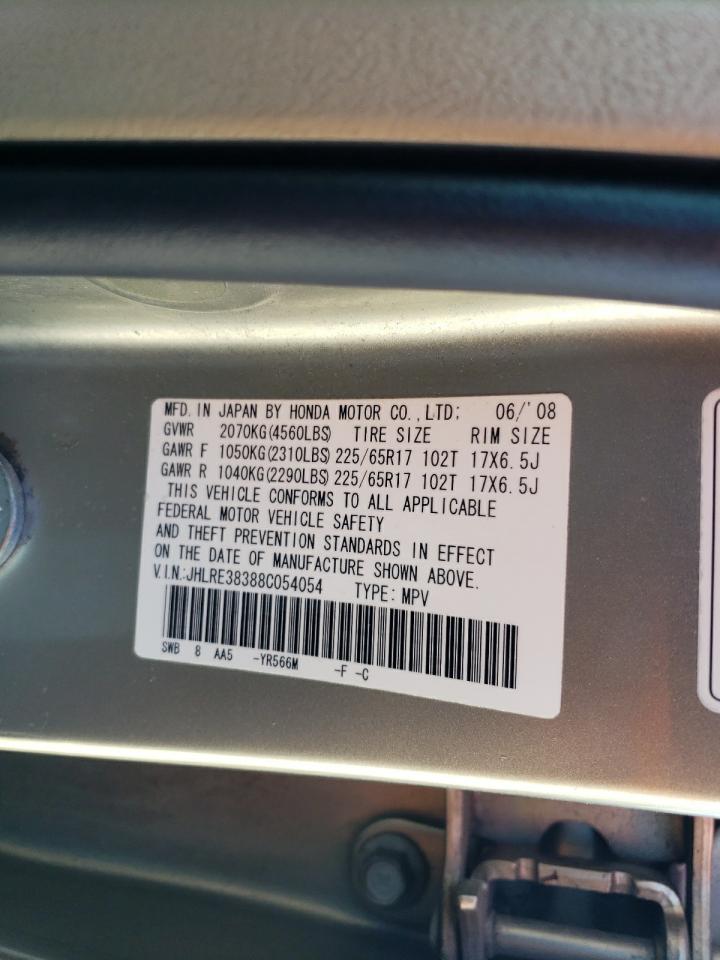 MFD. IN JAPAN BY HONDA MOTOR CO., LTD; 06/'08
GVWR 2070KG(4560LBS) TIRE SIZE RIM SIZE
GAWR F 1050KG(2310LBS) 225/65R17 102T 17X6.5J
GAWR R 1040KG(2290LBS) 225/65R17 102T 17X6.5J
THIS VEHICLE CONFORMS TO ALL APPLICABLE
FEDERAL MOTOR VEHICLE SAFETY
AND THEFT PREVENTION STANDARDS IN EFFECT
ON THE DATE OF MANUFACTURE SHOWN ABOVE.
V.I.N.:JHLRE38388C054054 TYPE: MPV
SWB 8 AA5 -YR566M -F -C